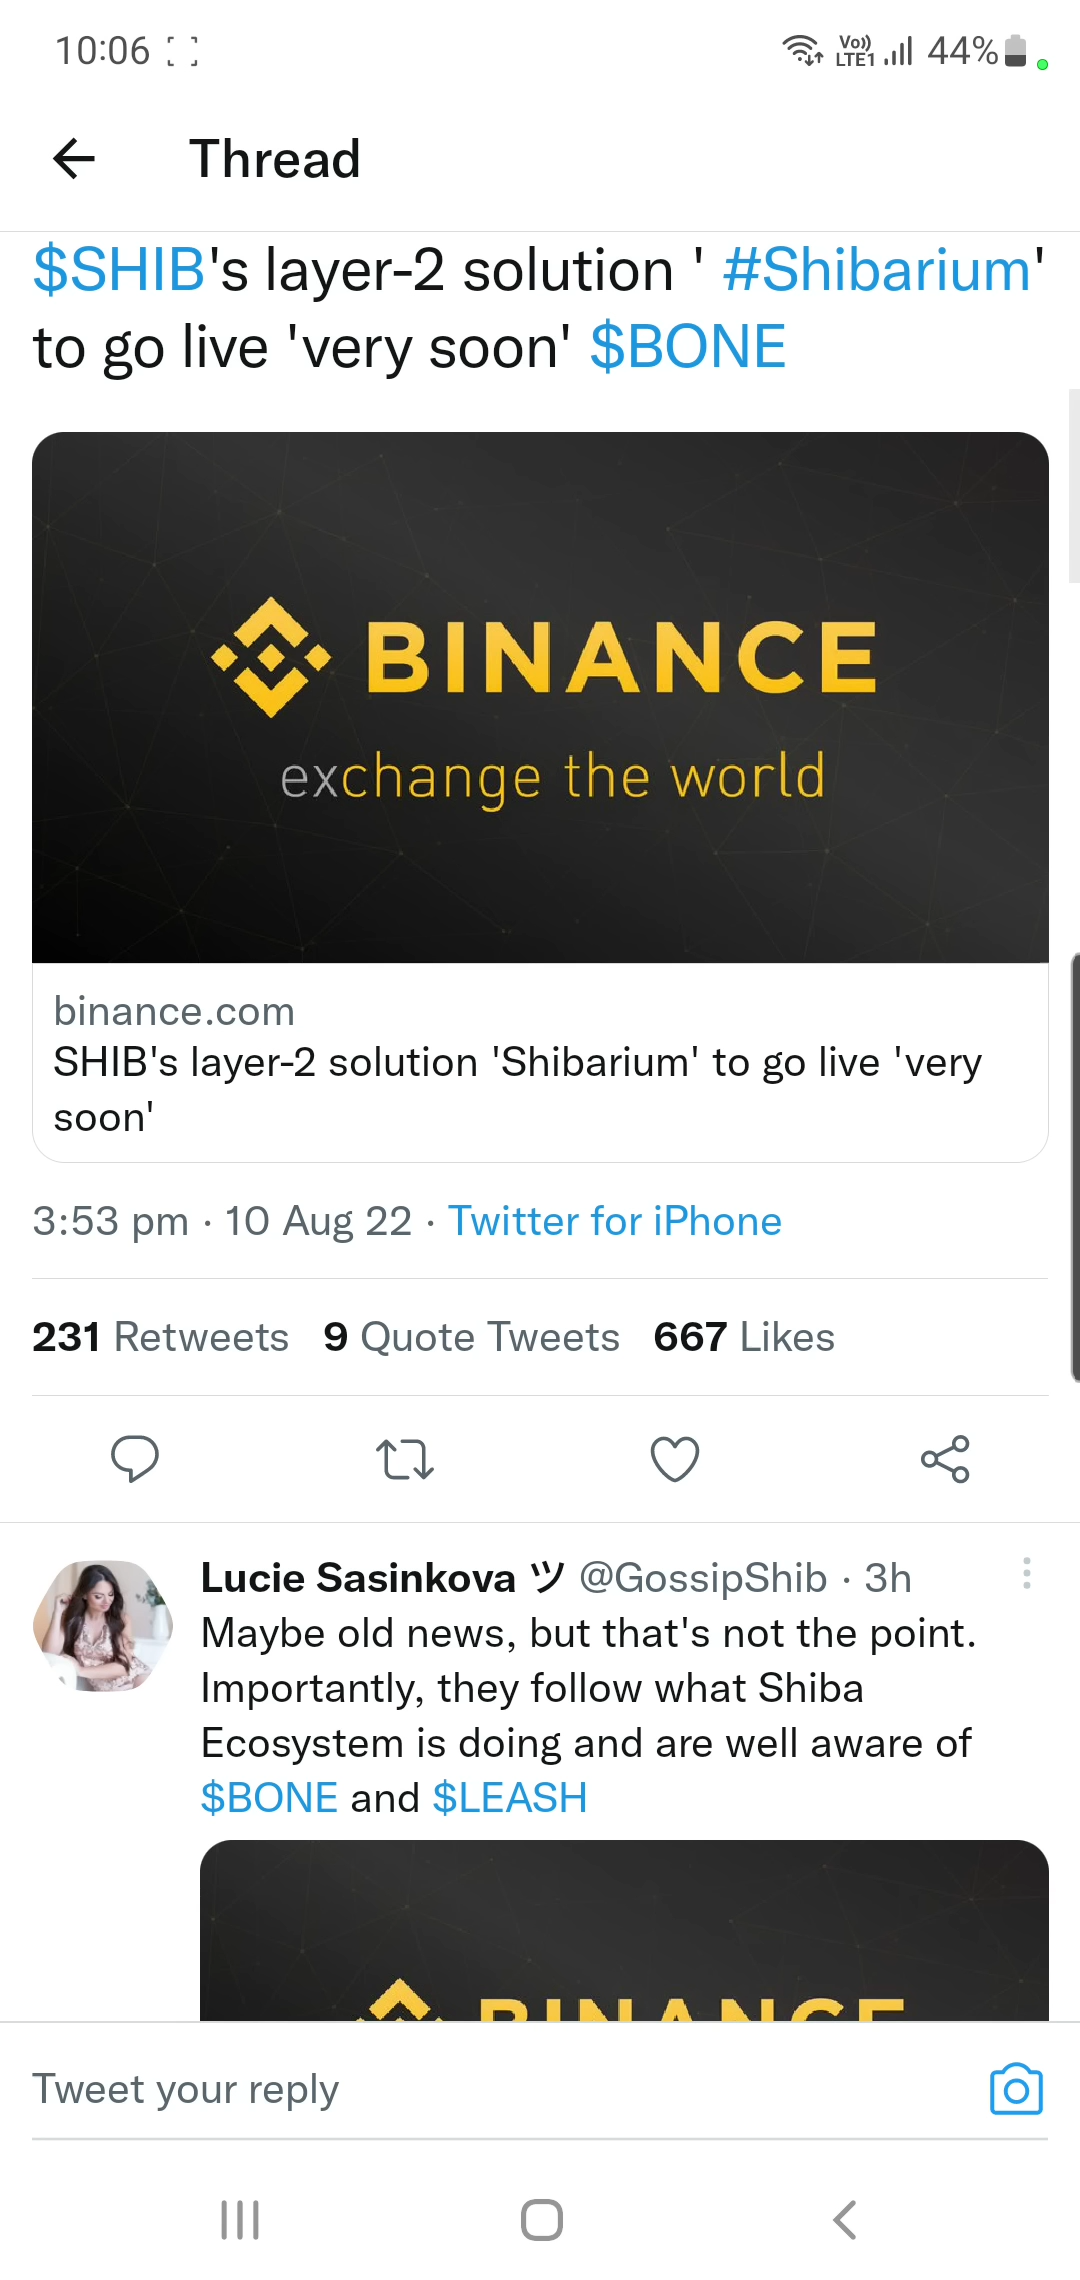 10:06
Vo)) LTE1 44%
Thread
$SHIB's layer-2 solution ' #Shibarium'
to go live 'very soon' $BONE
BINANCE
exchange the world
binance.com
SHIB's layer-2 solution 'Shibarium' to go live 'very
soon'
3:53 pm · 10 Aug 22 · Twitter for iPhone
231 Retweets 9 Quote Tweets 667 Likes
Lucie Sasinkova ツ @GossipShib · 3h
Maybe old news, but that's not the point.
Importantly, they follow what Shiba
Ecosystem is doing and are well aware of
$BONE and $LEASH
BINANCE
Tweet your reply